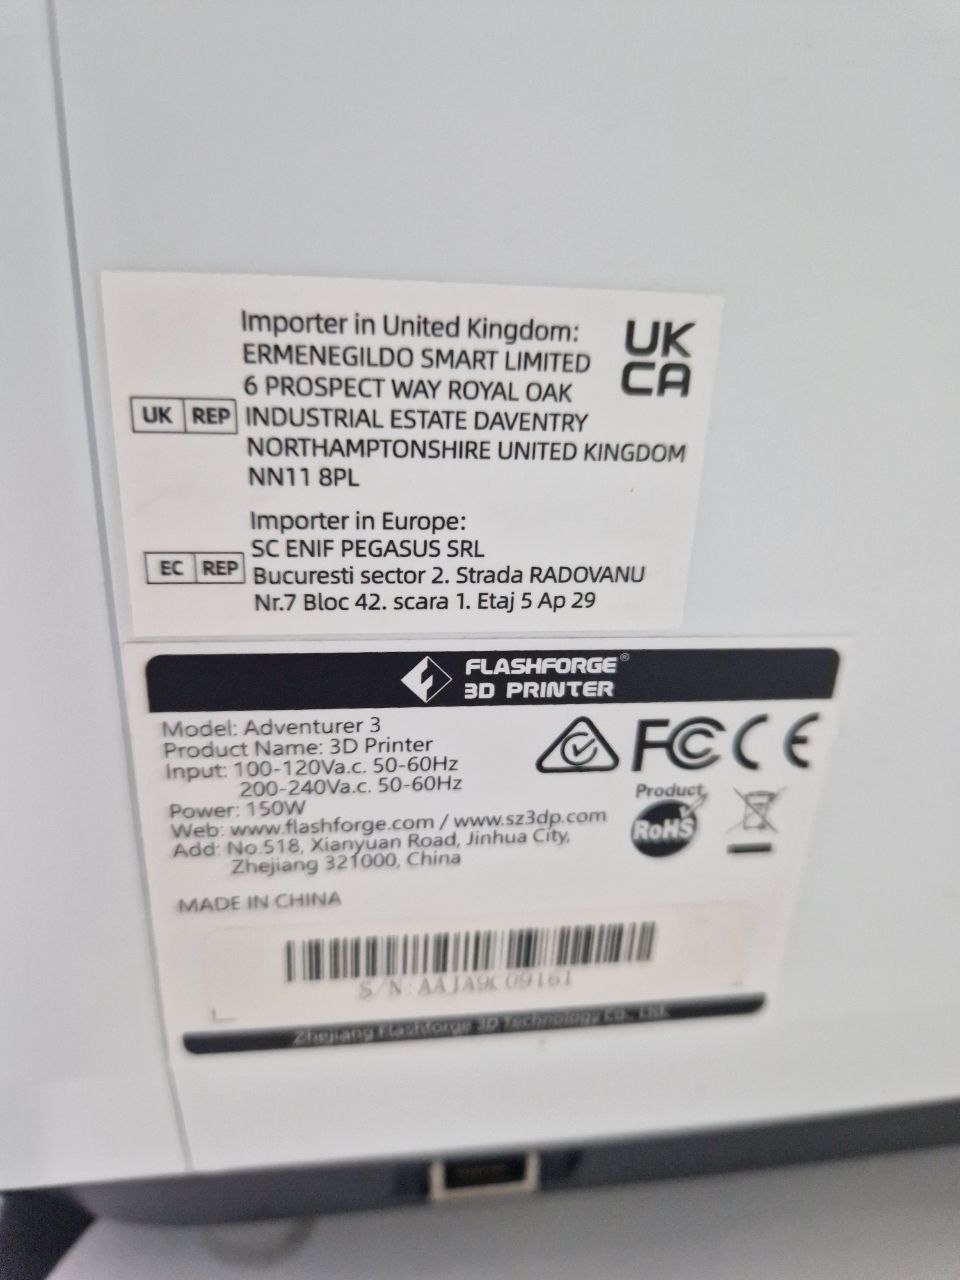 Importer in United Kingdom:
ERMENEGILDO SMART LIMITED
6 PROSPECT WAY ROYAL OAK
INDUSTRIAL ESTATE DAVENTRY
NORTHAMPTONSHIRE UNITED KINGDOM
NN11 8PL
UK REP
UK
CA
Importer in Europe:
SC ENIF PEGASUS SRL
Bucuresti sector 2. Strada RADOVANU
Nr.7 Bloc 42. scara 1. Etaj 5 Ap 29
EC REP
FLASHFORGE®
3D PRINTER
Model: Adventurer 3
Product Name: 3D Printer
Input: 100-120Va.c. 50-60Hz
200-240Va.c. 50-60Hz
Power: 150W
Web: www.flashforge.com / www.sz3dp.com
Add: No.518, Xianyuan Road, Jinhua City,
Zhejiang 321000, China
MADE IN CHINA
FCC CE
Product
RoHS
S/N:AAJA9C09161
Zhejiang Flashforge 3D Technology Co., Ltd.